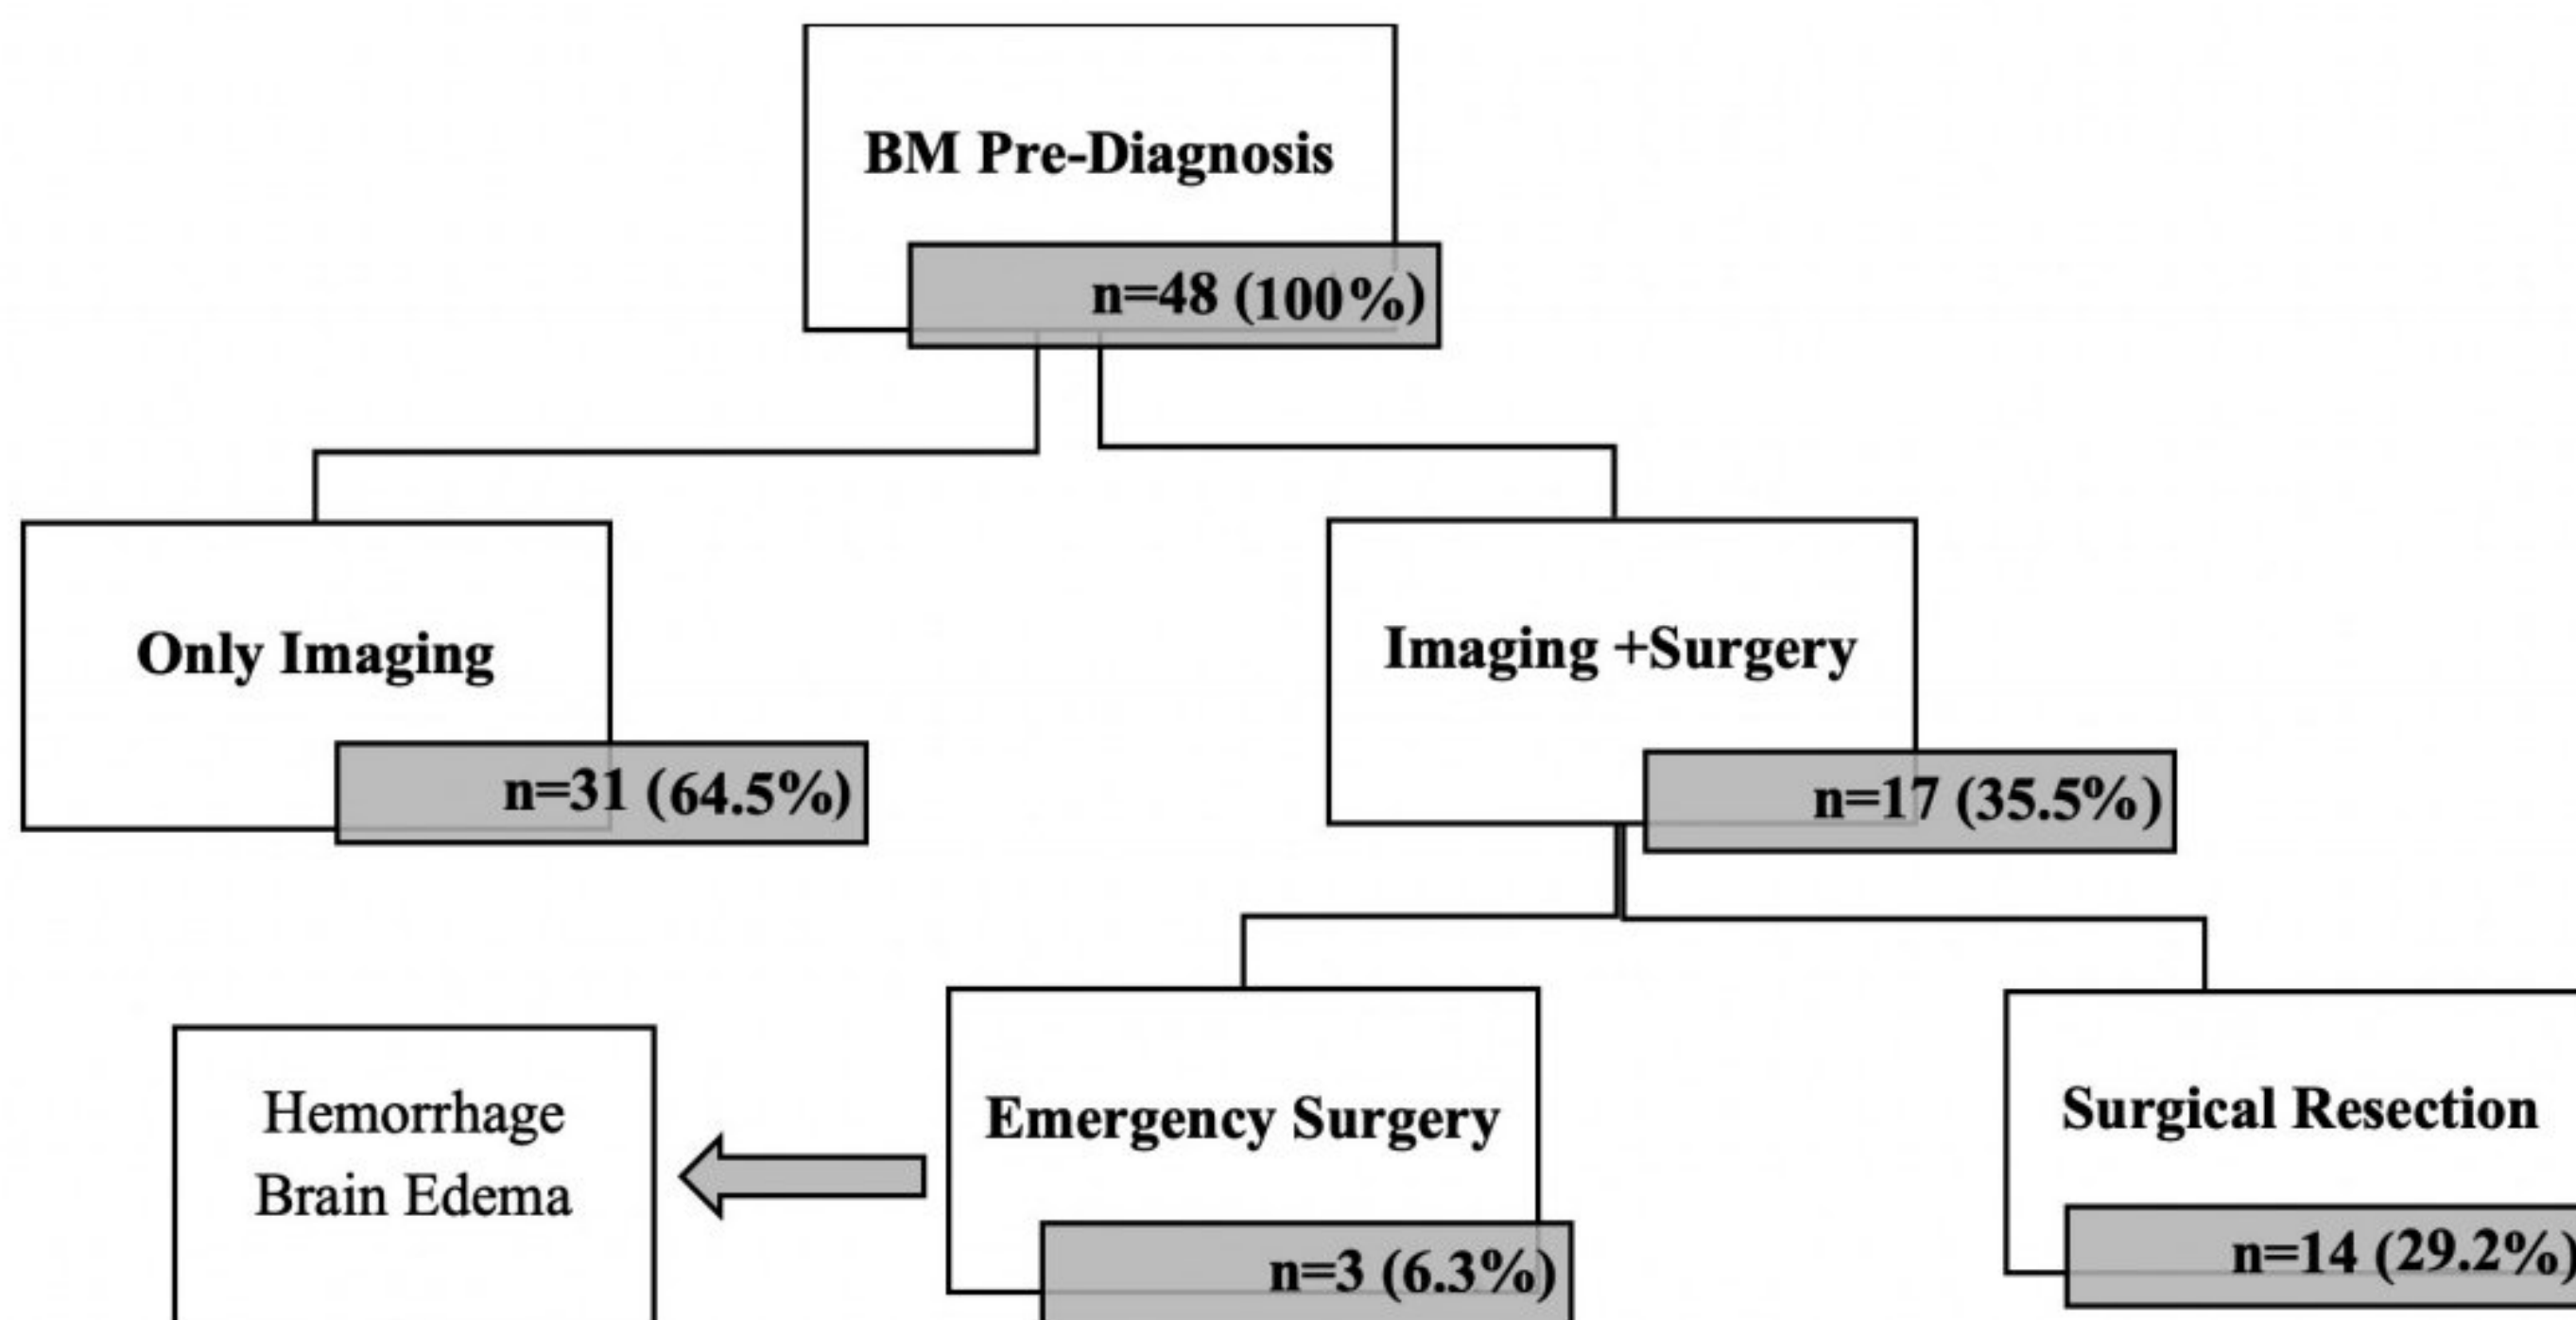 BM Pre-Diagnosis
n=48 (100%)
Only Imaging
n=31 (64.5%)
Imaging +Surgery
n=17 (35.5%)
Hemorrhage
Brain Edema
Emergency Surgery
n=3 (6.3%)
Surgical Resection
n=14 (29.2%)